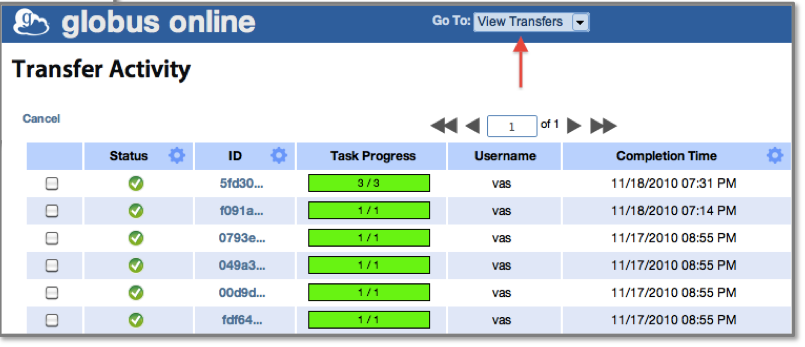 globus online Go To: View Transfers
Transfer Activity
Cancel 1 of 1
Status ID Task Progress Username Completion Time
5fd30... 3 / 3 vas 11/18/2010 07:31 PM
f091a... 1 / 1 vas 11/18/2010 07:14 PM
0793e... 1 / 1 vas 11/17/2010 08:55 PM
049a3... 1 / 1 vas 11/17/2010 08:55 PM
00d9d... 1 / 1 vas 11/17/2010 08:55 PM
fdf64... 1 / 1 vas 11/17/2010 08:55 PM